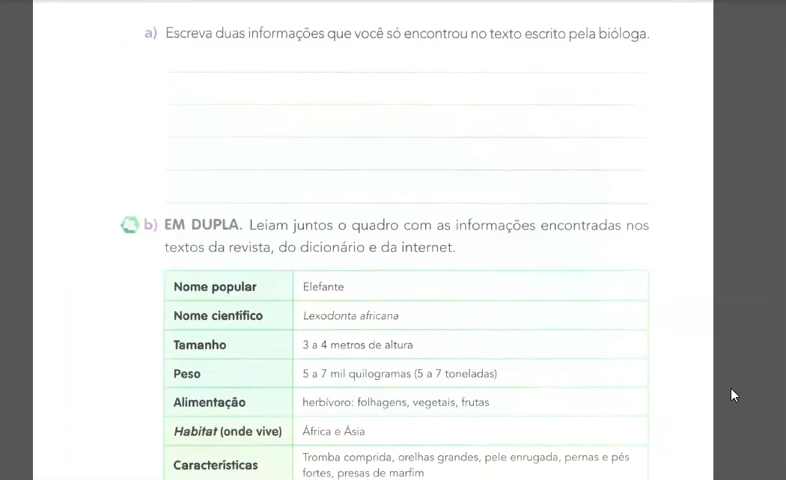 a) Escreva duas informações que você só encontrou no texto escrito pela bióloga.
b) EM DUPLA. Leiam juntos o quadro com as informações encontradas nos
textos da revista, do dicionário e da internet.
Nome popular Elefante
Nome científico Lexodonta africana
Tamanho 3 a 4 metros de altura
Peso 5 a 7 mil quilogramas (5 a 7 toneladas)
Alimentação herbívoro: folhagens, vegetais, frutas
Habitat (onde vive) África e Ásia
Características Tromba comprida, orelhas grandes, pele enrugada, pernas e pés
fortes, presas de marfim